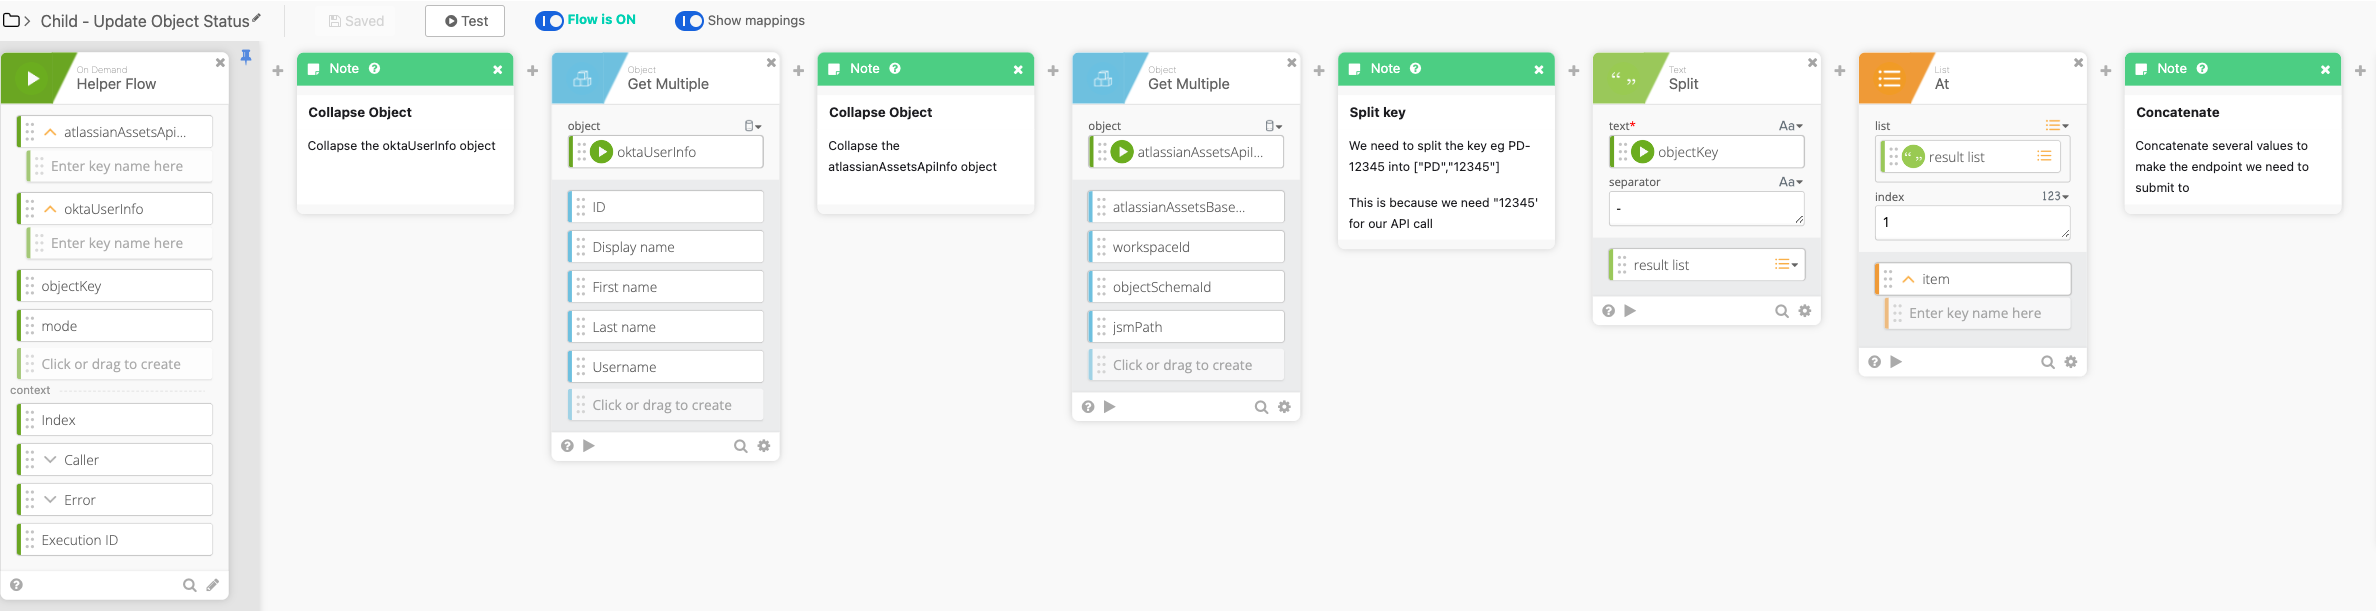 Child - Update Object Status
Saved
Test
Flow is ON
Show mappings
On Demand
Helper Flow
atlassianAssetsApi...
Enter key name here
oktaUserInfo
Enter key name here
objectKey
mode
Click or drag to create
context
Index
Caller
Error
Execution ID
Note
Collapse Object
Collapse the oktaUserInfo object
Object
Get Multiple
object
oktaUserInfo
ID
Display name
First name
Last name
Username
Click or drag to create
Note
Collapse Object
Collapse the
atlassianAssetsApiInfo object
Object
Get Multiple
object
atlassianAssetsApiI...
atlassianAssetsBase...
workspaceId
objectSchemaId
jsmPath
Click or drag to create
Note
Split key
We need to split the key eg PD-
12345 into ["PD","12345"]
This is because we need "12345'
for our API call
Text
Split
text*
Aa
objectKey
separator
Aa
-
result list
List
At
list
result list
index
123
1
item
Enter key name here
Note
Concatenate
Concatenate several values to
make the endpoint we need to
submit to